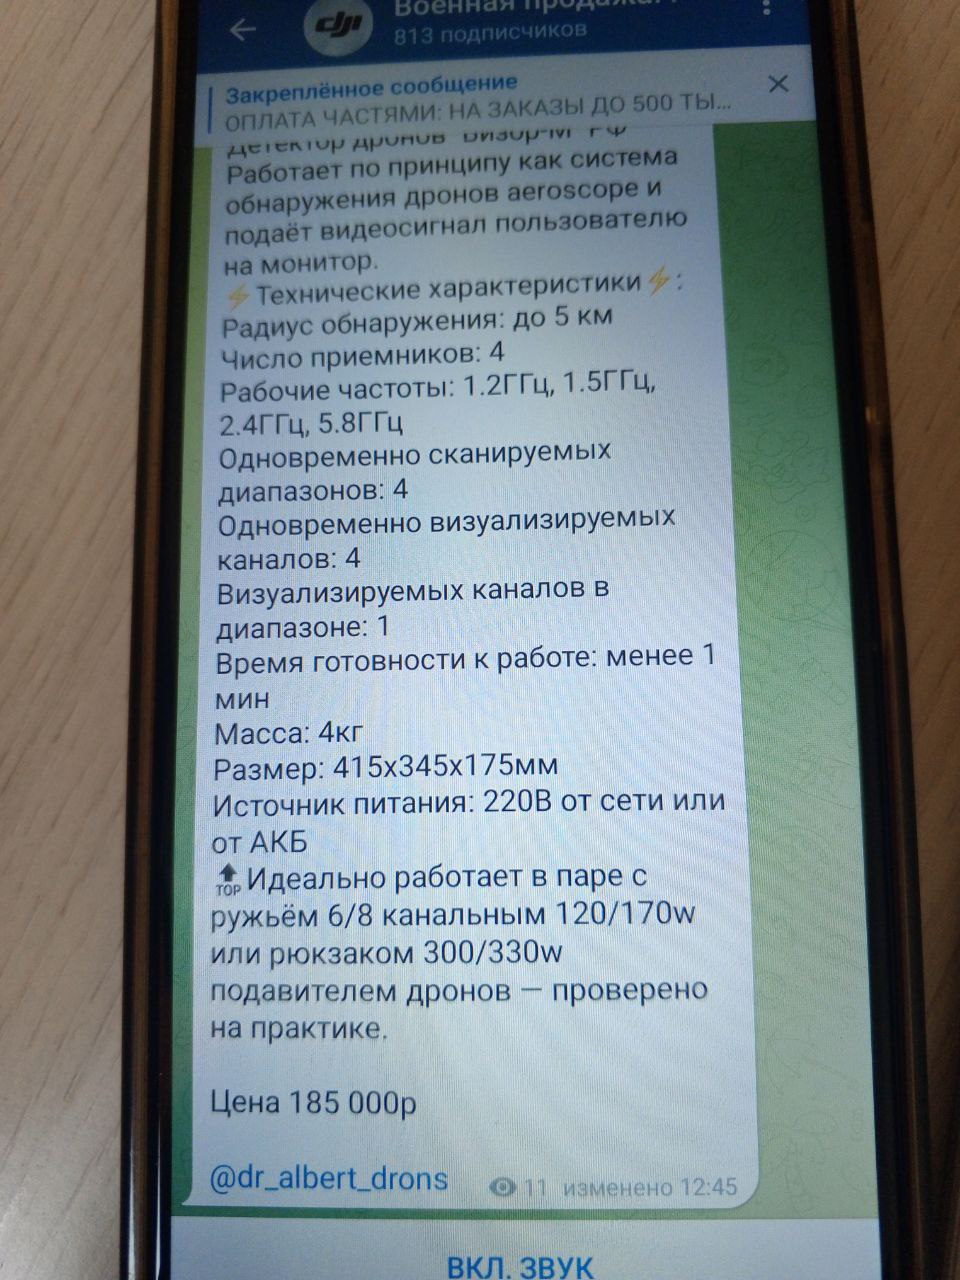 dji
Военная
813 подписчиков
Закреплённое сообщение
ОПЛАТА ЧАСТЯМИ: НА ЗАКАЗЫ ДО 500 ТЫ...
Детектор дронов
Работает по принципу как система
обнаружения дронов aeroscope и
подаёт видеосигнал пользователю
на монитор.
⚡Технические характеристики⚡:
Радиус обнаружения: до 5 км
Число приемников: 4
Рабочие частоты: 1.2ГГц, 1.5ГГц,
2.4ГГц, 5.8ГГц
Одновременно сканируемых
диапазонов: 4
Одновременно визуализируемых
каналов: 4
Визуализируемых каналов в
диапазоне: 1
Время готовности к работе: менее 1
мин
Масса: 4кг
Размер: 415х345х175мм
Источник питания: 220В от сети или
от АКБ
🔝Идеально работает в паре с
ружьём 6/8 канальным 120/170w
или рюкзаком 300/330w
подавителем дронов — проверено
на практике.
Цена 185 000р
@dr_albert_drons
11 изменено 12:45
ВКЛ. ЗВУК